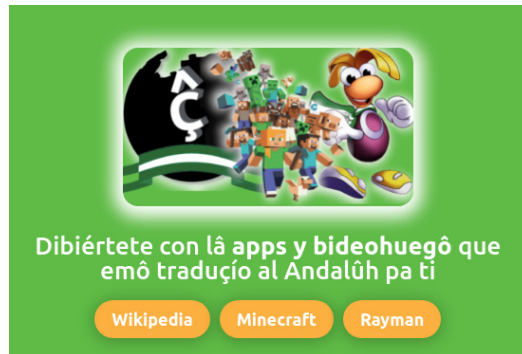 Ç̂
Dibiértete con lâ apps y bideohuegô que
emô traduçío al Andalûh pa ti
Wikipedia
Minecraft
Rayman